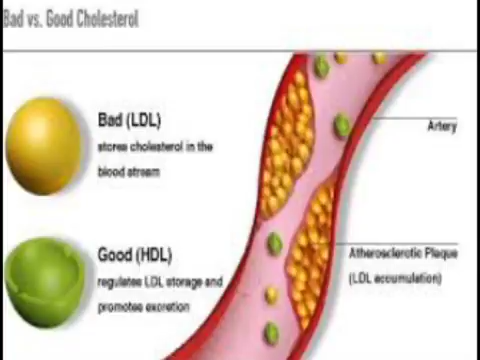 Bad vs. Good Cholesterol
Bad (LDL)
stores cholesterol in the
blood stream
Artery
Good (HDL)
regulates LDL storage and
promotes excretion
Atherosclerotic Plaque
(LDL accumulation)